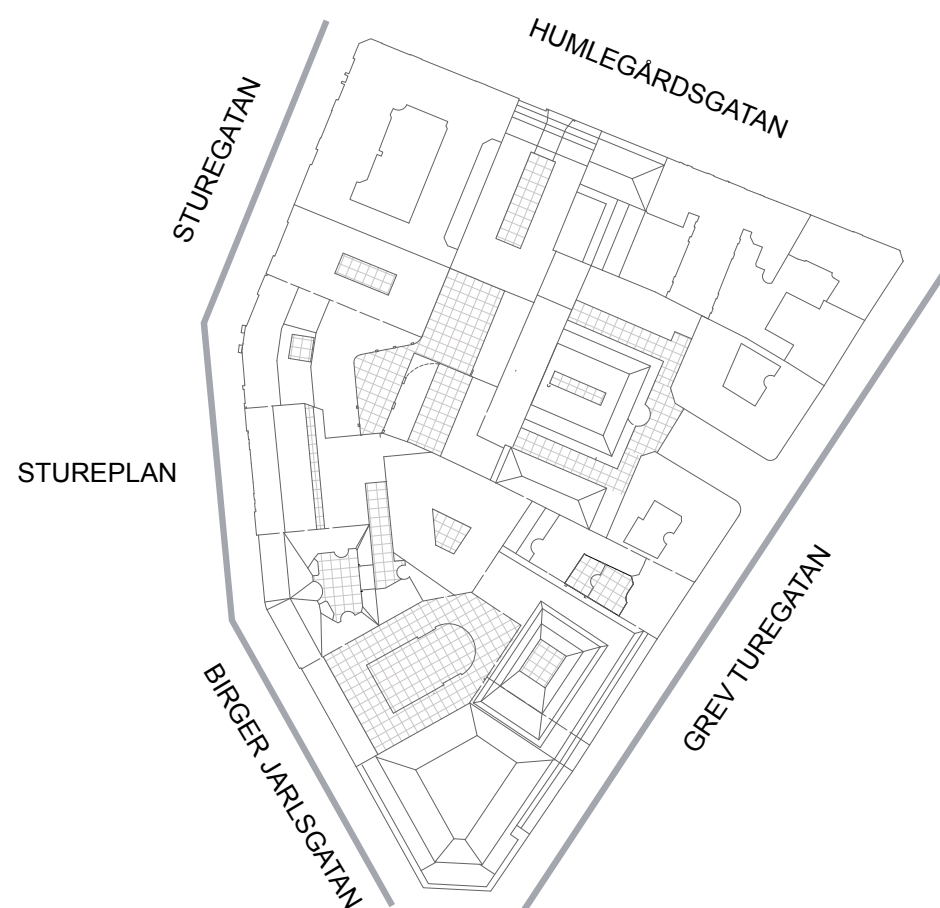 HUMLEGÅRDSGATAN
STUREGATAN
STUREPLAN
GREV TUREGATAN
BIRGER JARLSGATAN